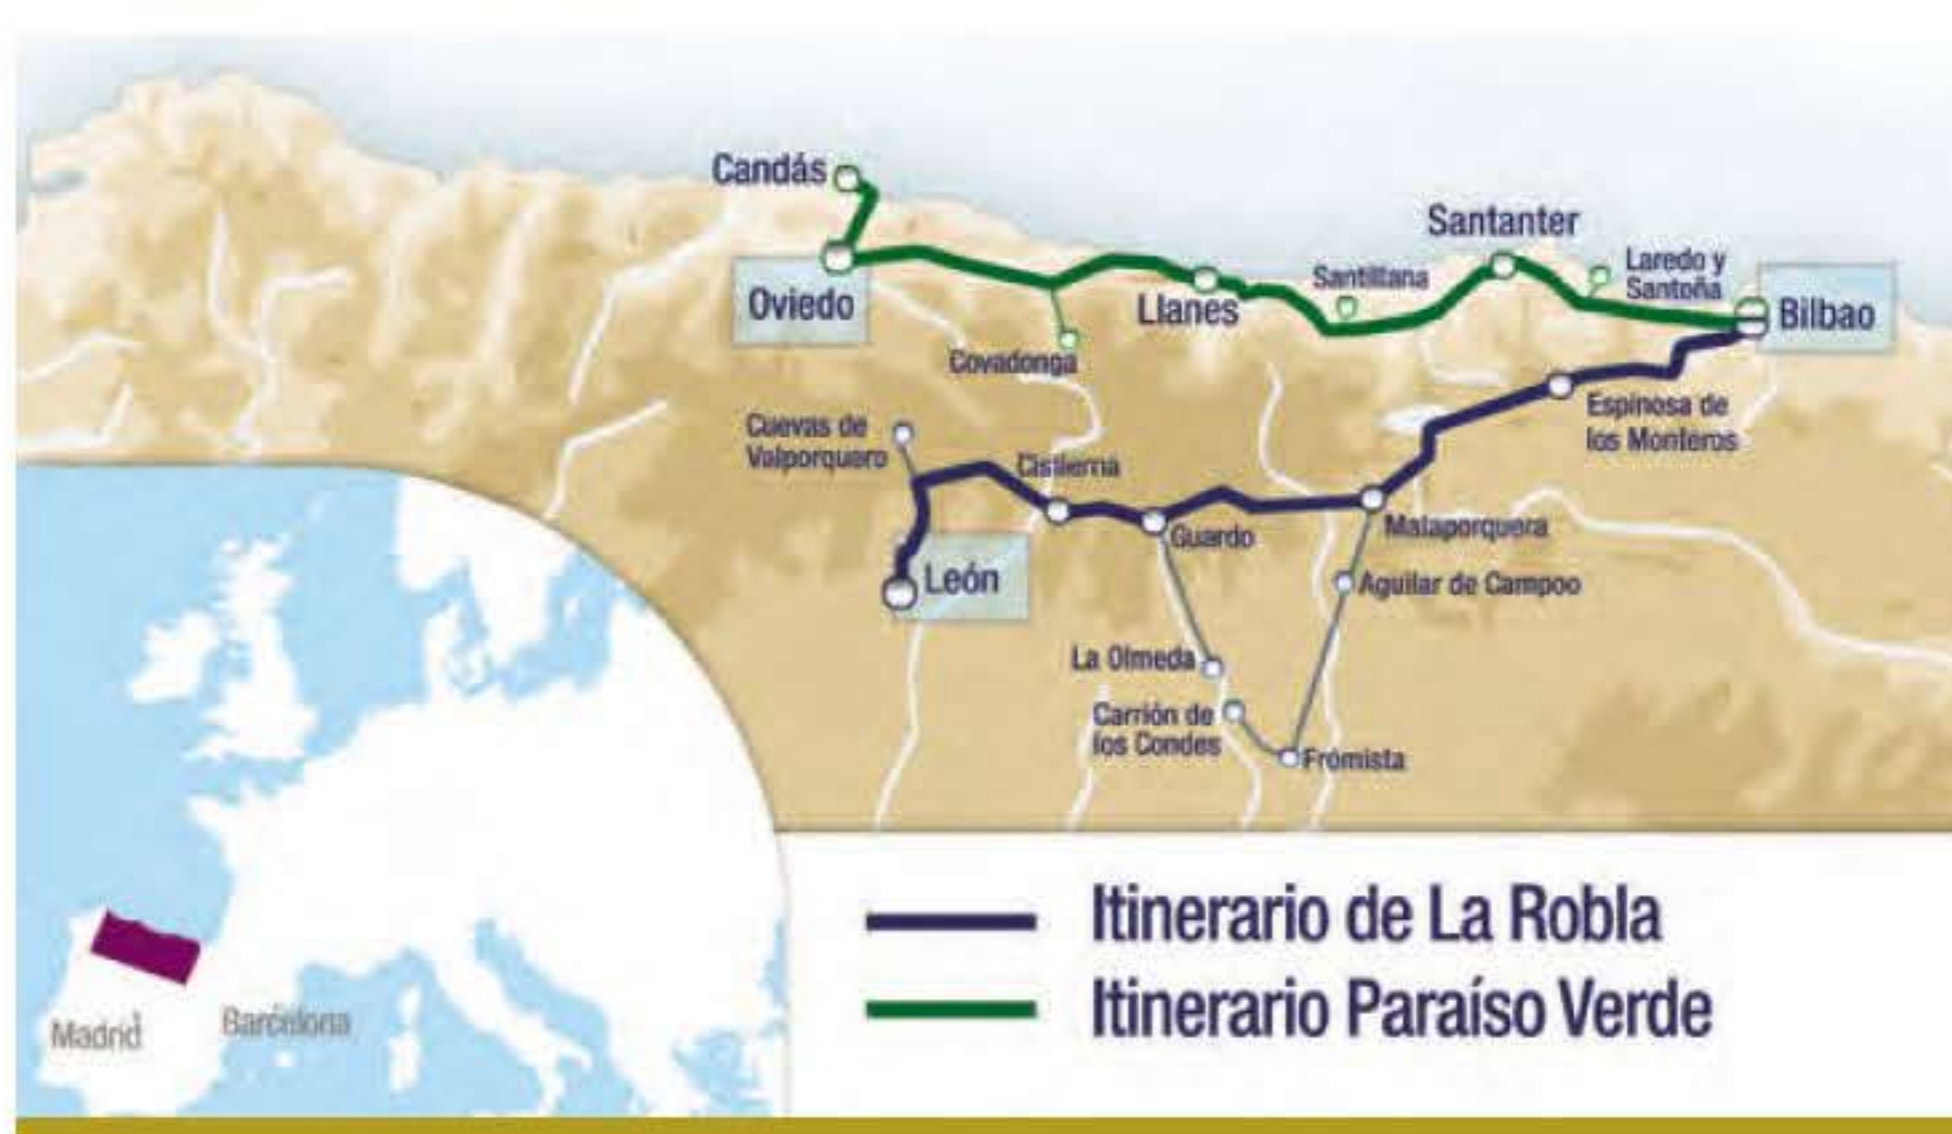 Candás
Santanter
Oviedo
Laredo y
Santoña
Santillana
Llanes
Bilbao
Covadonga
Cuevas de
Valporquero
Cistierna
Espinosa de
los Monteros
Guardo
Mataporquera
León
Aguilar de Campoo
La Olmeda
Carrión de
los Condes
Frómista
Itinerario de La Robla
Itinerario Paraíso Verde
Madrid
Barcelona